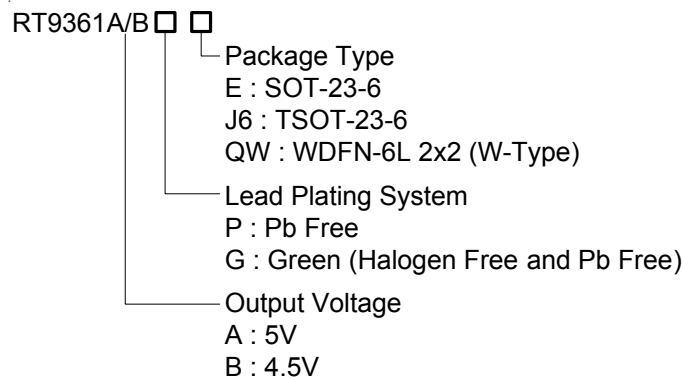 RT9361A/B□ □
Package Type
E : SOT-23-6
J6 : TSOT-23-6
QW : WDFN-6L 2x2 (W-Type)
Lead Plating System
P : Pb Free
G : Green (Halogen Free and Pb Free)
Output Voltage
A : 5V
B : 4.5V